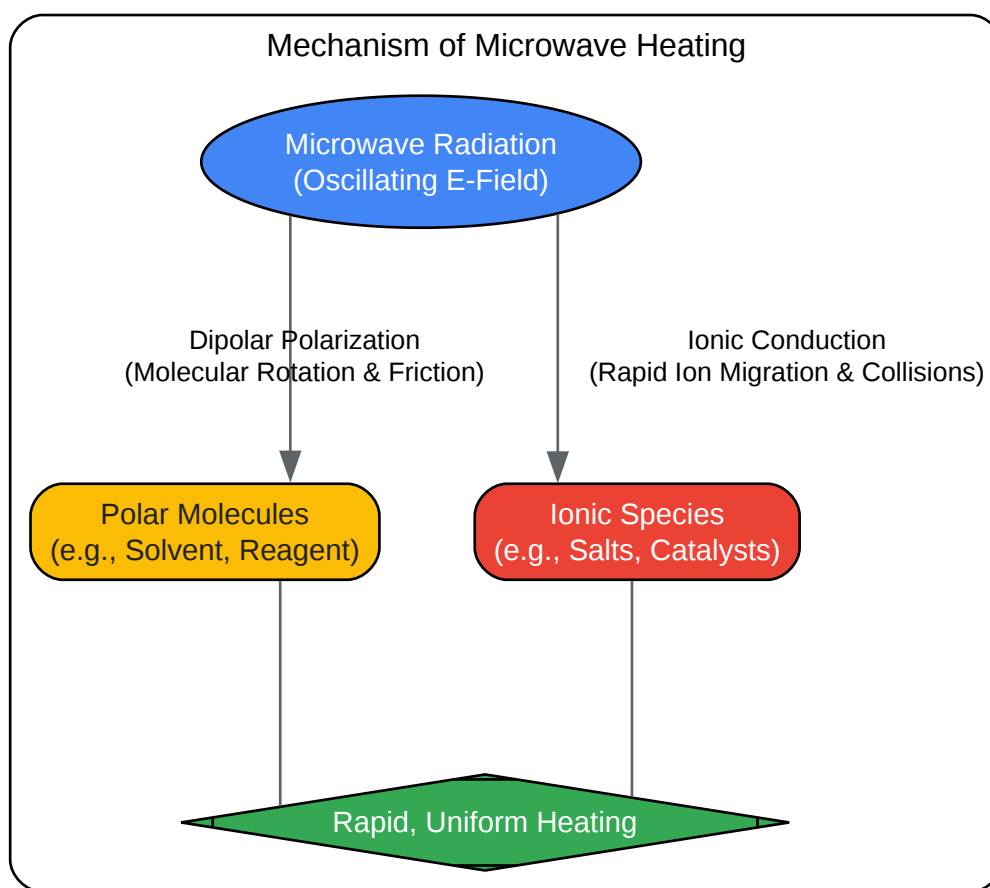 Mechanism of Microwave Heating
Microwave Radiation
(Oscillating E-Field)
Dipolar Polarization
(Molecular Rotation & Friction)
Ionic Conduction
(Rapid Ion Migration & Collisions)
Polar Molecules
(e.g., Solvent, Reagent)
Ionic Species
(e.g., Salts, Catalysts)
Rapid, Uniform Heating